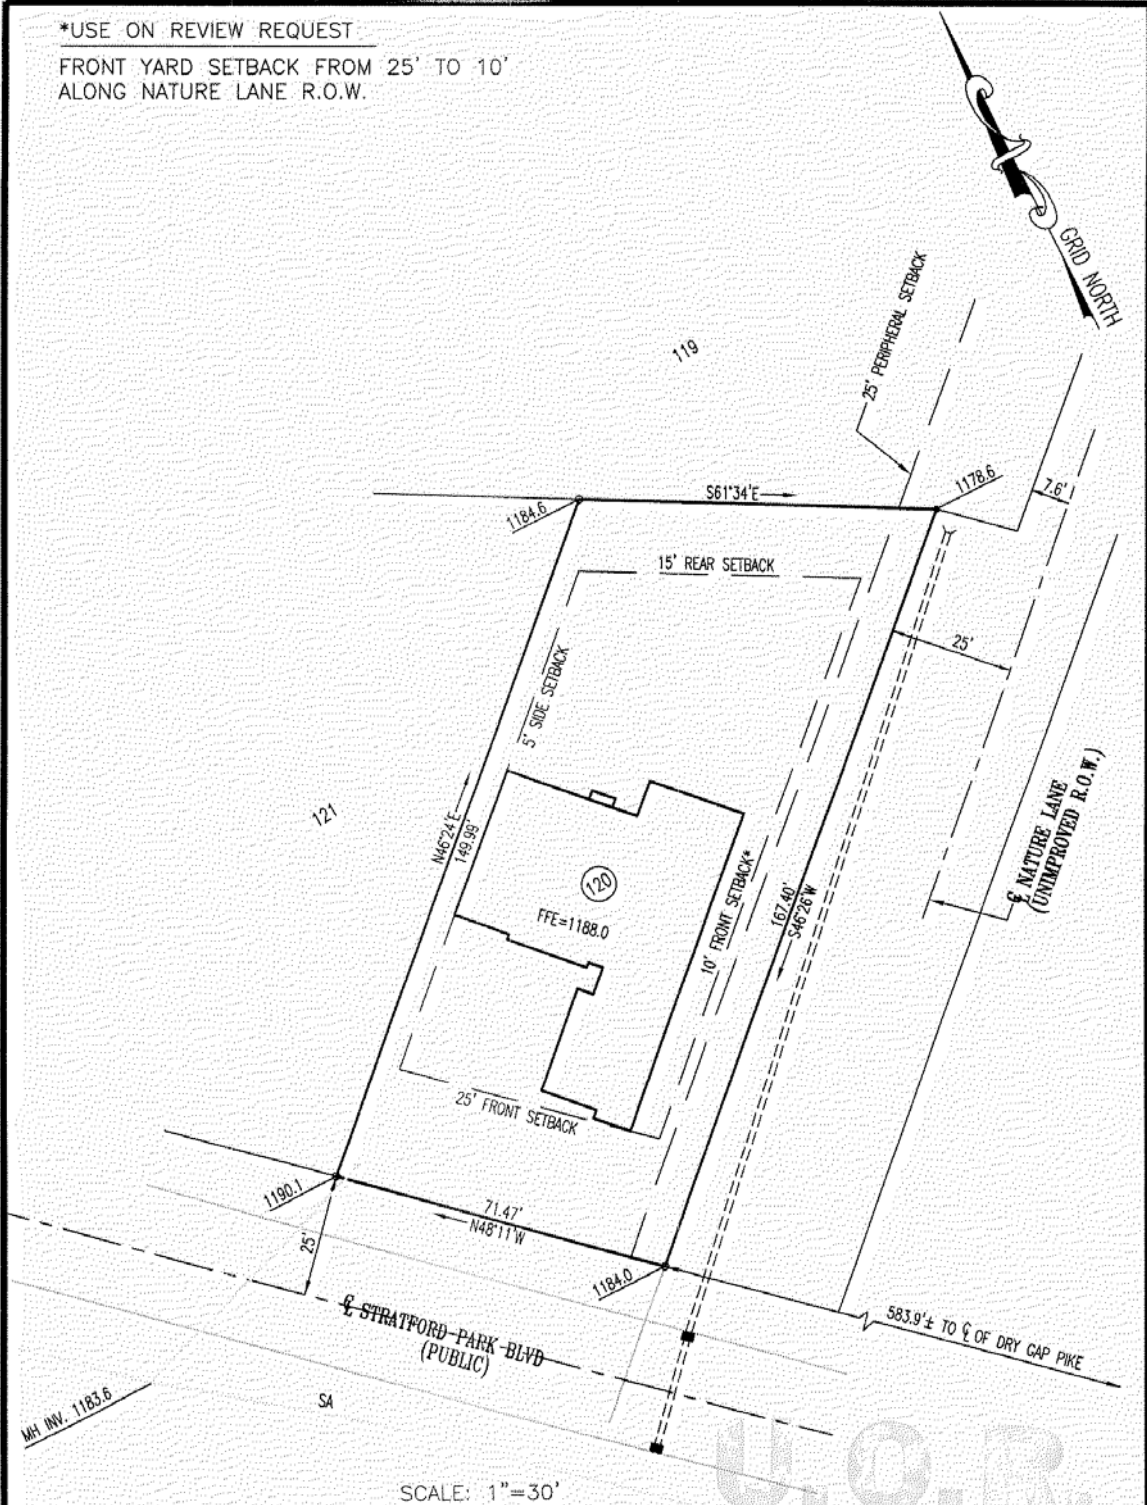 *USE ON REVIEW REQUEST
FRONT YARD SETBACK FROM 25' TO 10'
ALONG NATURE LANE R.O.W.
GRID NORTH
25' PERIPHERAL SETBACK
119
1178.6
7.6'
S61°34'E
1184.6
15' REAR SETBACK
25'
5' SIDE SETBACK
℄ NATURE LANE
(UNIMPROVED R.O.W.)
121
N46°24'E
149.99'
120
FFE=1188.0
10' FRONT SETBACK*
167.40'
S46°26'W
25' FRONT SETBACK
1190.1
71.47'
N48°11'W
25'
1184.0
583.9'± TO ℄ OF DRY GAP PIKE
℄ STRATFORD PARK BLVD
(PUBLIC)
MH INV. 1183.6
SA
U.O.R
SCALE: 1"=30'